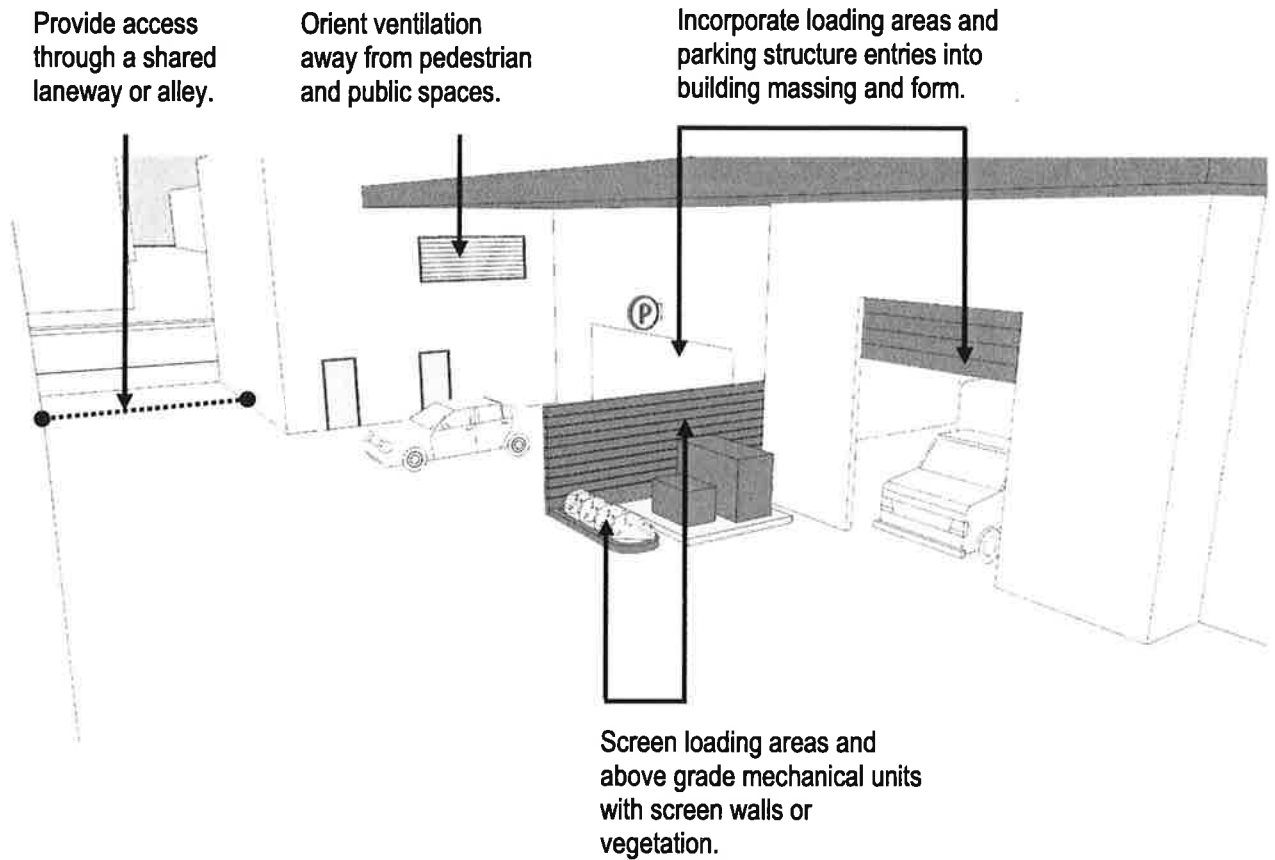 Provide access
through a shared
laneway or alley.
Orient ventilation
away from pedestrian
and public spaces.
Incorporate loading areas and
parking structure entries into
building massing and form.
P
Screen loading areas and
above grade mechanical units
with screen walls or
vegetation.